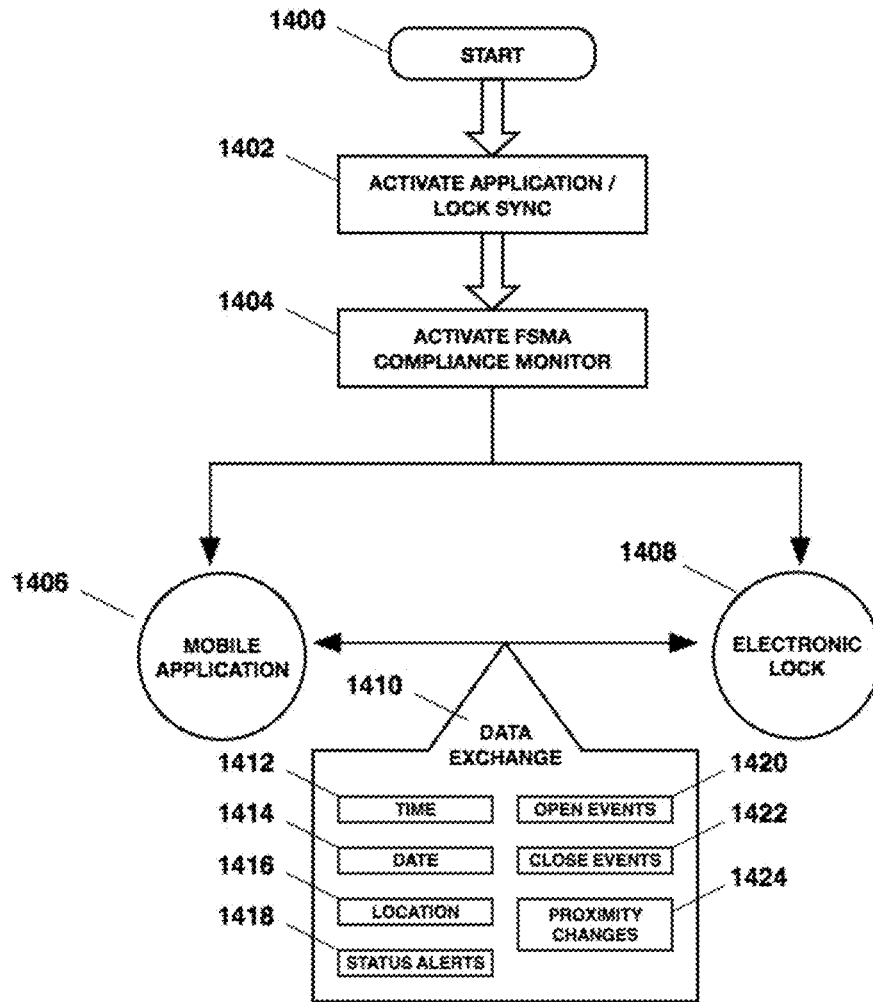 1400
START
1402
ACTIVATE APPLICATION /
LOCK SYNC
1404
ACTIVATE FSMA
COMPLIANCE MONITOR
1406
MOBILE
APPLICATION
1408
ELECTRONIC
LOCK
1410
DATA
EXCHANGE
1412
TIME
1414
DATE
1416
LOCATION
1418
STATUS ALERTS
1420
OPEN EVENTS
1422
CLOSE EVENTS
1424
PROXIMITY
CHANGES